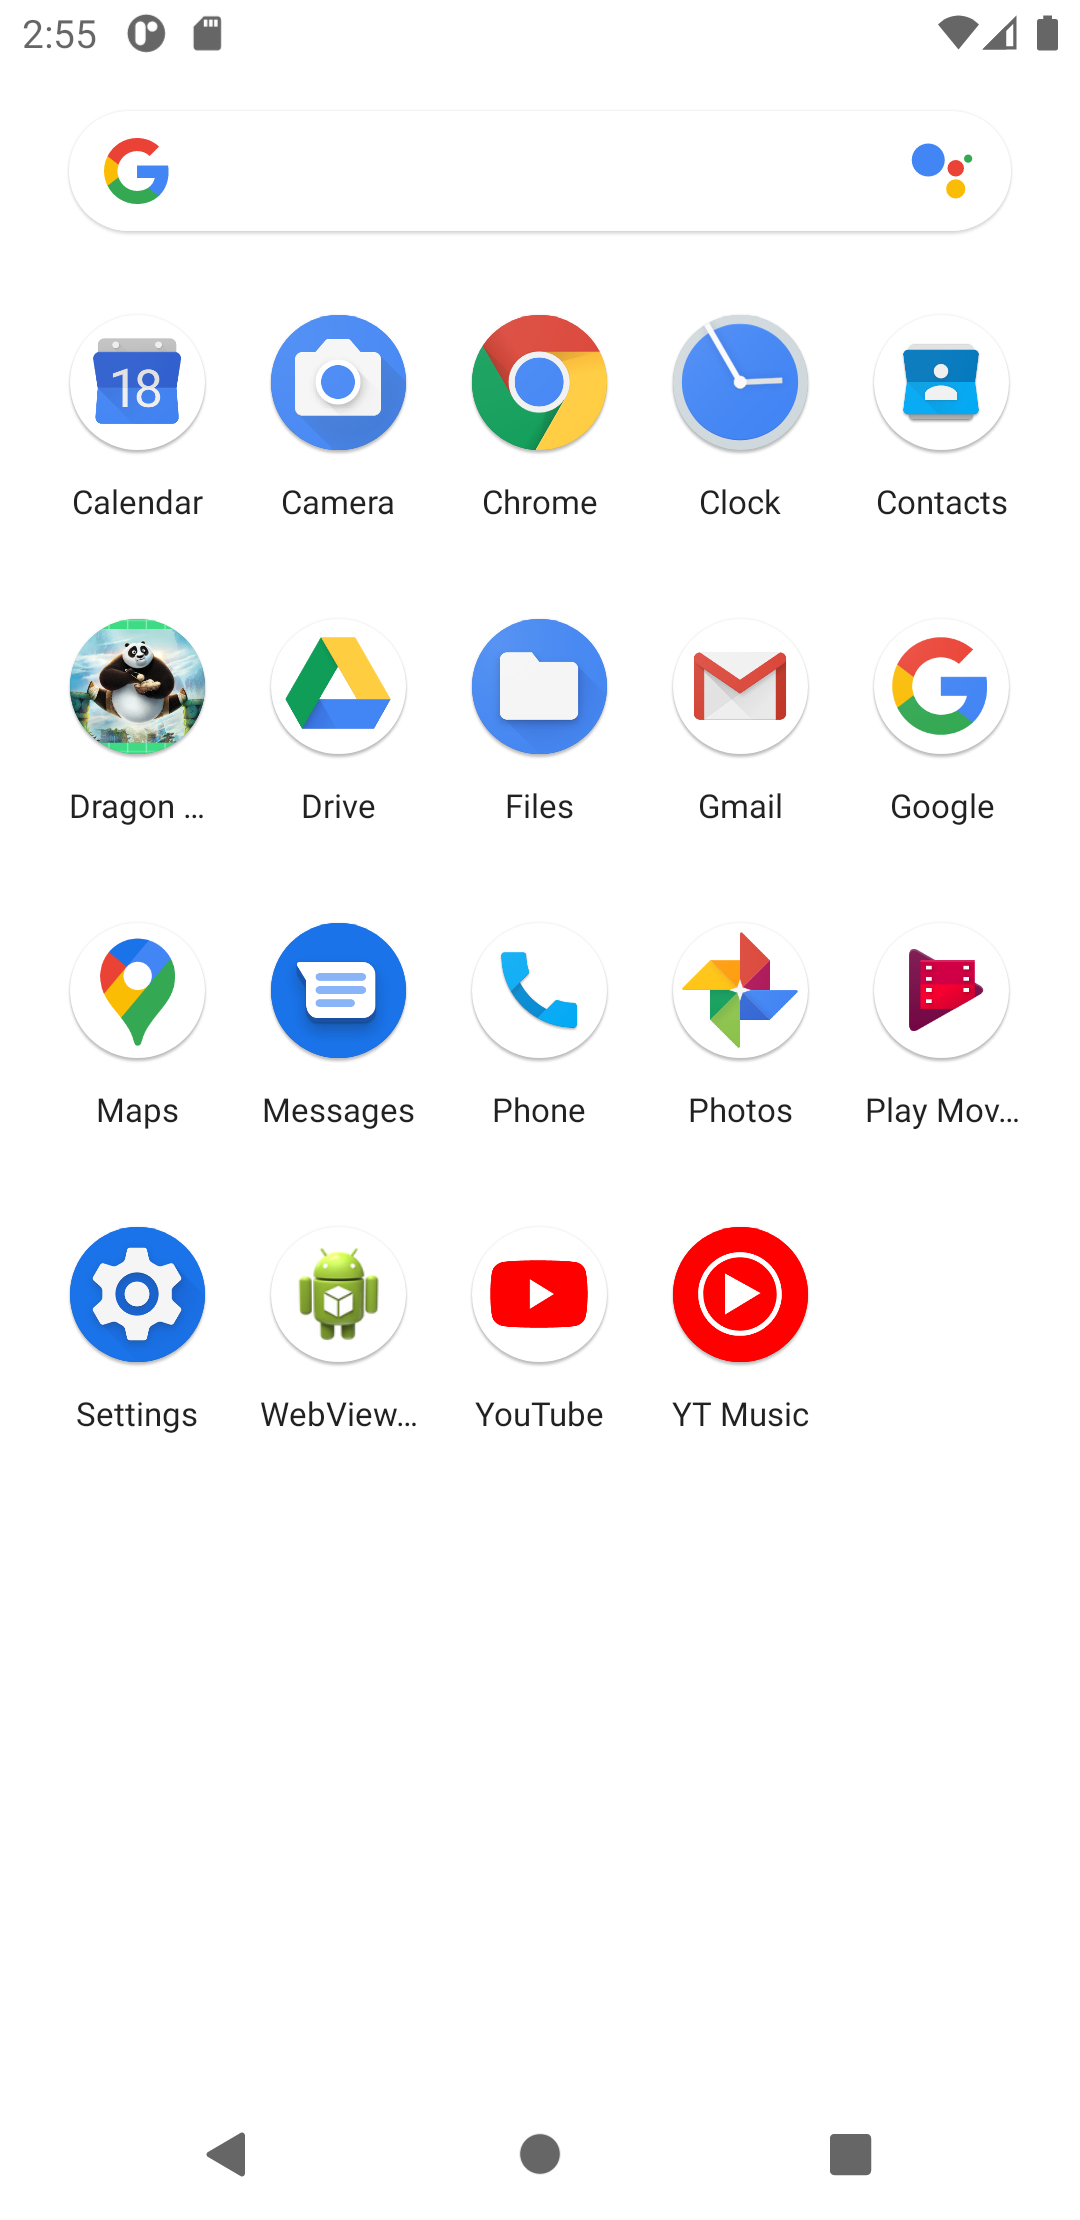 2:55
18
Calendar
Camera
Chrome
Clock
Contacts
Dragon ...
Drive
Files
Gmail
Google
Maps
Messages
Phone
Photos
Play Mov...
Settings
WebView...
YouTube
YT Music